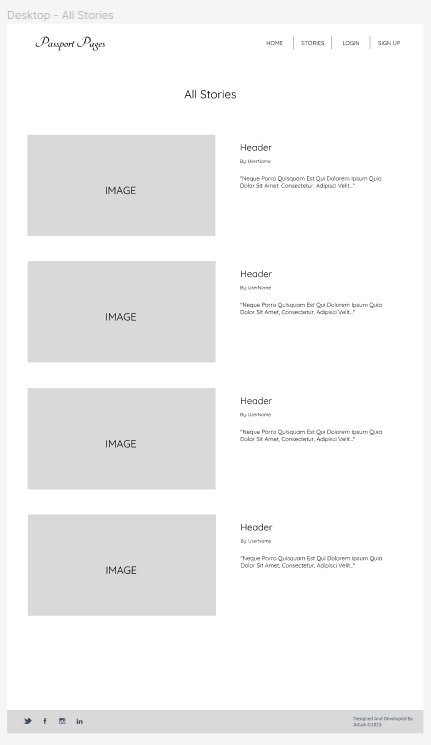 Desktop - All Stories
Passport Pages
HOME STORIES LOGIN SIGN UP
All Stories
IMAGE
Header
By: UserName
"Neque Porro Quisquam Est Qui Dolorem Ipsum Quia
Dolor Sit Amet, Consectetur, Adipisci Velit..."
IMAGE
Header
By: UserName
"Neque Porro Quisquam Est Qui Dolorem Ipsum Quia
Dolor Sit Amet, Consectetur, Adipisci Velit..."
IMAGE
Header
By: UserName
"Neque Porro Quisquam Est Qui Dolorem Ipsum Quia
Dolor Sit Amet, Consectetur, Adipisci Velit..."
IMAGE
Header
By: UserName
"Neque Porro Quisquam Est Qui Dolorem Ipsum Quia
Dolor Sit Amet, Consectetur, Adipisci Velit..."
Designed And Developed By
©2023